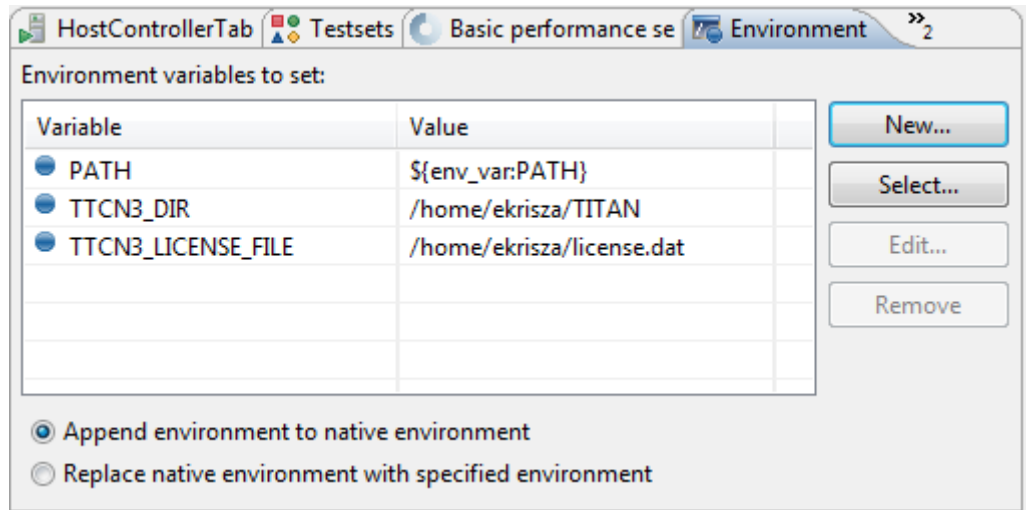 HostControllerTab Testsets Basic performance se Environment »2
Environment variables to set:
Variable Value New...
PATH ${env_var:PATH} Select...
TTCN3_DIR /home/ekrisza/TITAN
TTCN3_LICENSE_FILE /home/ekrisza/license.dat Edit...
Remove
Append environment to native environment
Replace native environment with specified environment